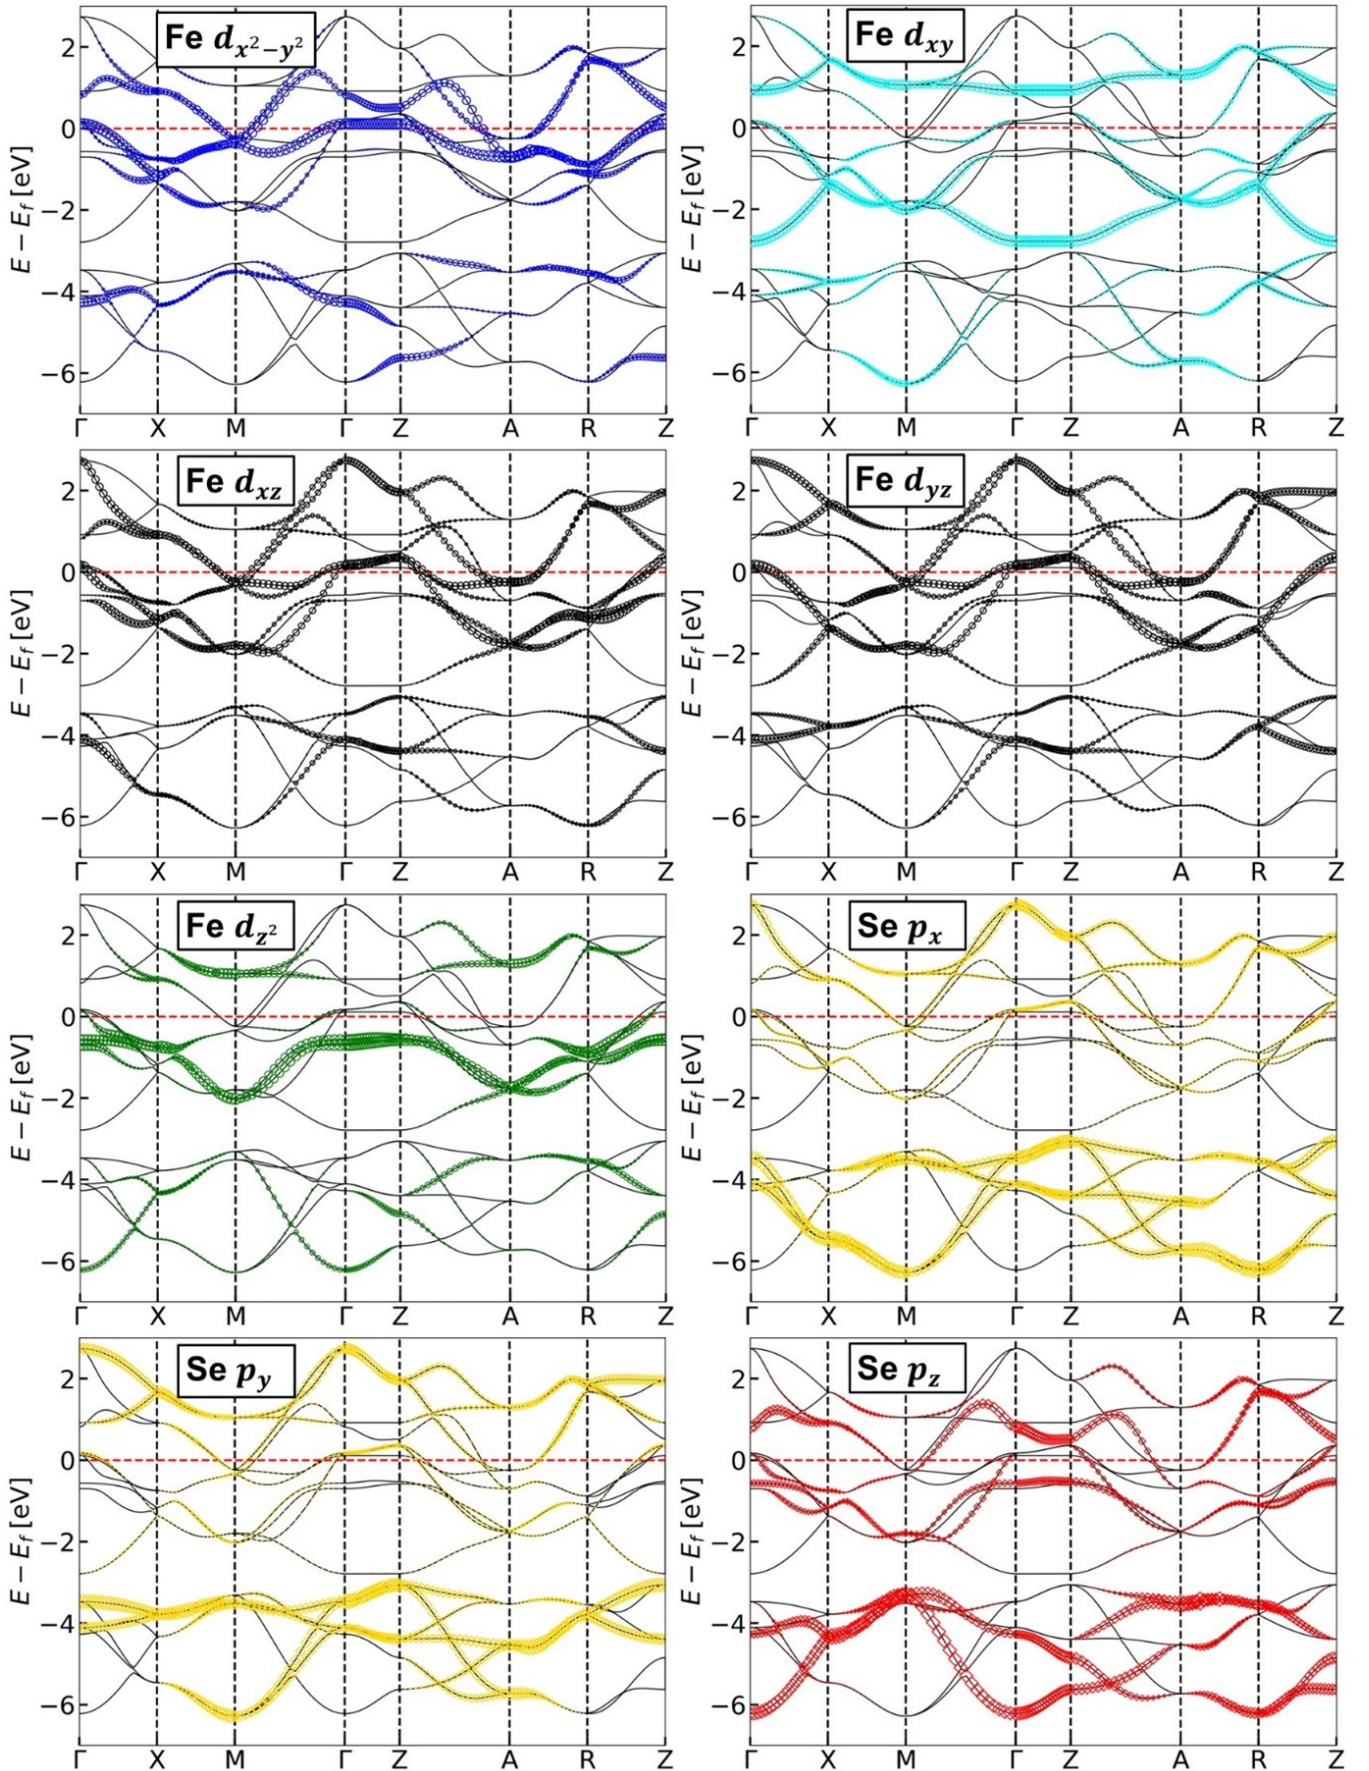 Fe d_{x²−y²}
Fe d_{xy}
E − E_f [eV]
2
0
−2
−4
−6
Γ X M Γ Z A R Z
E − E_f [eV]
2
0
−2
−4
−6
Γ X M Γ Z A R Z
Fe d_{xz}
Fe d_{yz}
E − E_f [eV]
2
0
−2
−4
−6
Γ X M Γ Z A R Z
E − E_f [eV]
2
0
−2
−4
−6
Γ X M Γ Z A R Z
Fe d_{z²}
Se p_x
E − E_f [eV]
2
0
−2
−4
−6
Γ X M Γ Z A R Z
E − E_f [eV]
2
0
−2
−4
−6
Γ X M Γ Z A R Z
Se p_y
Se p_z
E − E_f [eV]
2
0
−2
−4
−6
Γ X M Γ Z A R Z
E − E_f [eV]
2
0
−2
−4
−6
Γ X M Γ Z A R Z